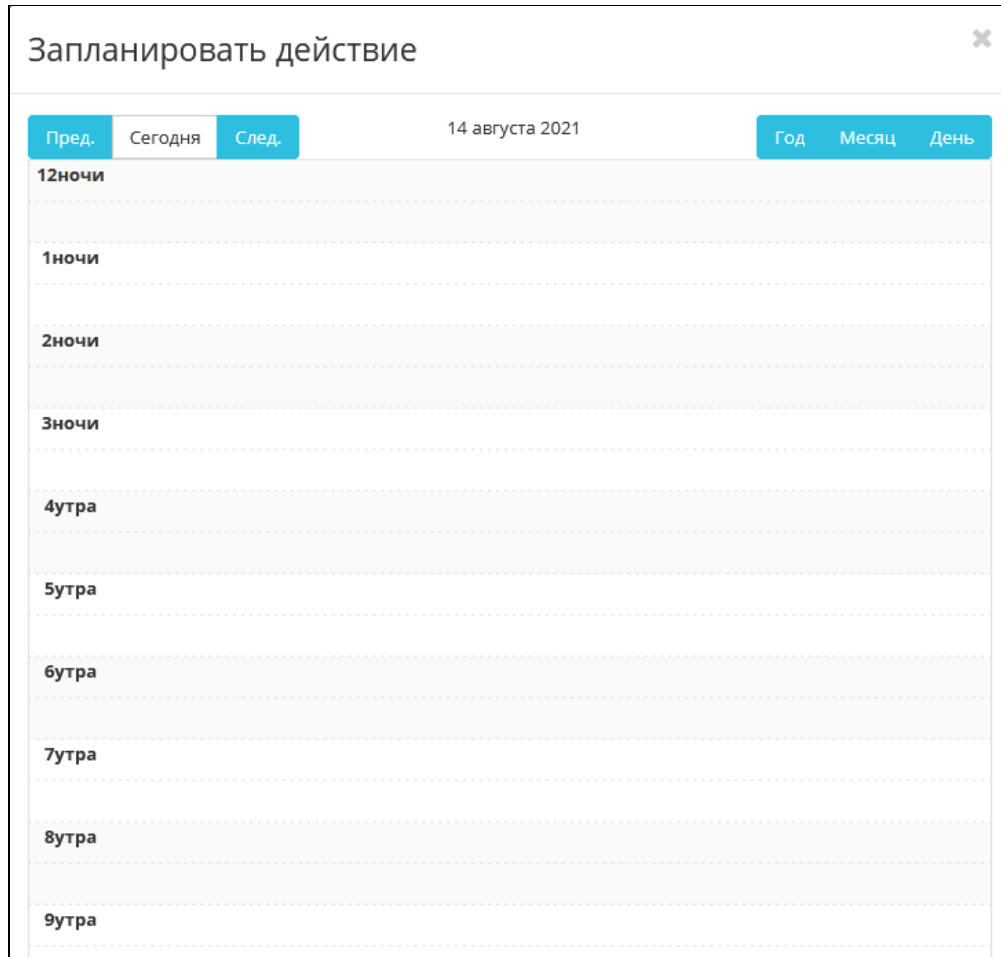 Запланировать действие
Пред. Сегодня След. 14 августа 2021 Год Месяц День
12ночи
1ночи
2ночи
3ночи
4утра
5утра
6утра
7утра
8утра
9утра